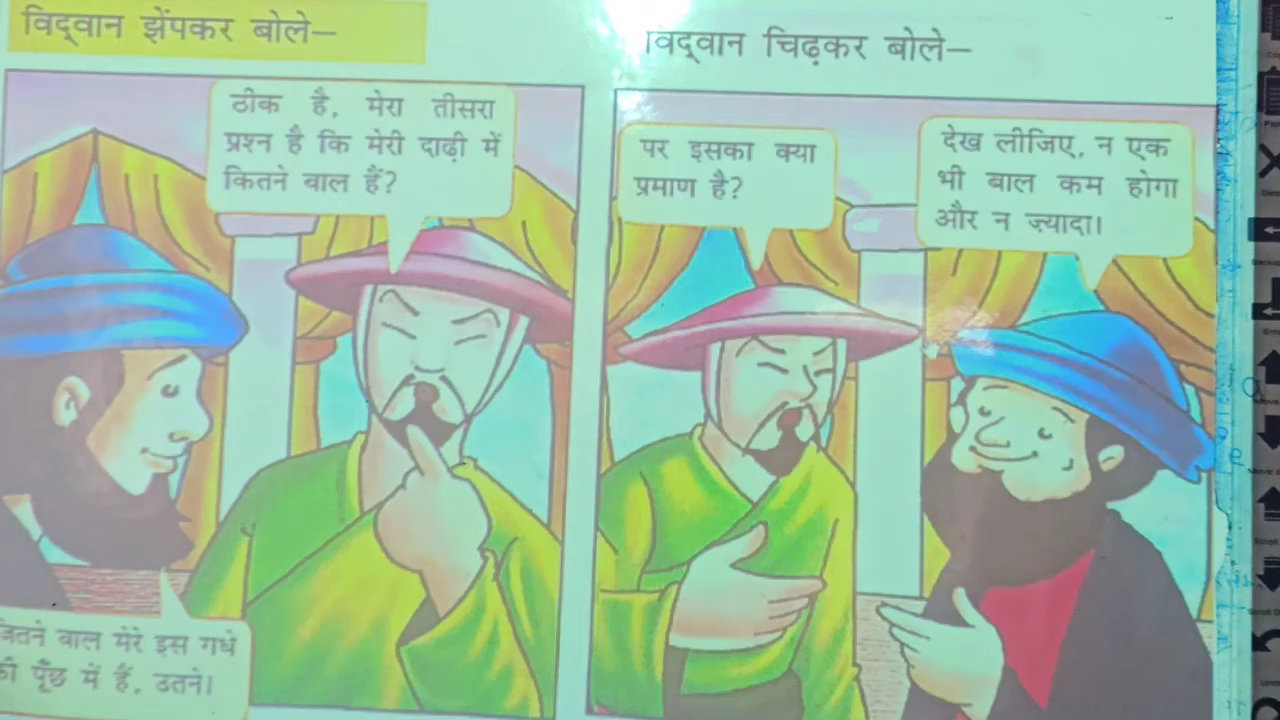 विद्वान झेंपकर बोले—
ठीक है, मेरा तीसरा
प्रश्न है कि मेरी दाढ़ी में
कितने बाल हैं?
जितने बाल मेरे इस गधे
की पूँछ में हैं, उतने।
विद्वान चिढ़कर बोले—
पर इसका क्या
प्रमाण है?
देख लीजिए, न एक
भी बाल कम होगा
और न ज़्यादा।